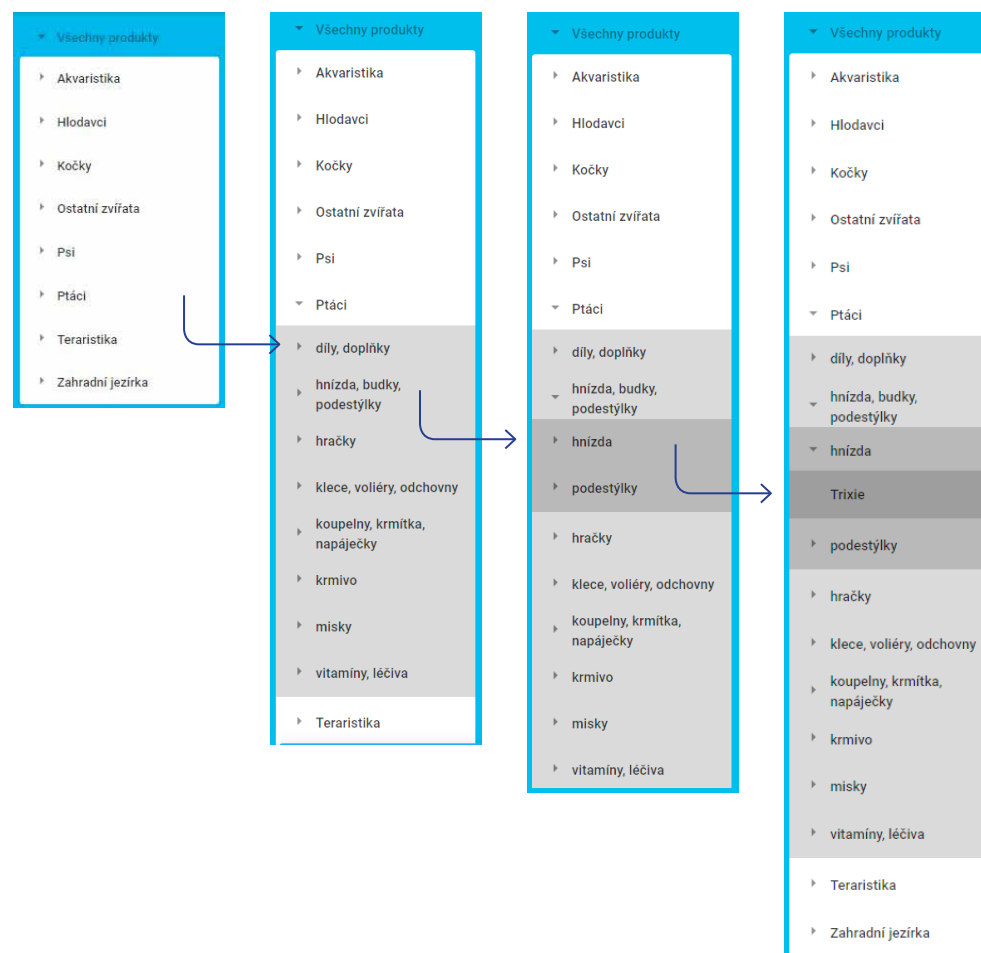 Všechny produkty
Akvaristika
Hlodavci
Kočky
Ostatní zvířata
Psi
Ptáci
Teraristika
Zahradní jezírka
Všechny produkty
Akvaristika
Hlodavci
Kočky
Ostatní zvířata
Psi
Ptáci
díly, doplňky
hnízda, budky,
podestýlky
hračky
klece, voliéry, odchovny
koupelny, krmítka,
napáječky
krmivo
misky
vitamíny, léčiva
Teraristika
Všechny produkty
Akvaristika
Hlodavci
Kočky
Ostatní zvířata
Psi
Ptáci
díly, doplňky
hnízda, budky,
podestýlky
hnízda
podestýlky
hračky
klece, voliéry, odchovny
koupelny, krmítka,
napáječky
krmivo
misky
vitamíny, léčiva
Všechny produkty
Akvaristika
Hlodavci
Kočky
Ostatní zvířata
Psi
Ptáci
díly, doplňky
hnízda, budky,
podestýlky
hnízda
Trixie
podestýlky
hračky
klece, voliéry, odchovny
koupelny, krmítka,
napáječky
krmivo
misky
vitamíny, léčiva
Teraristika
Zahradní jezírka